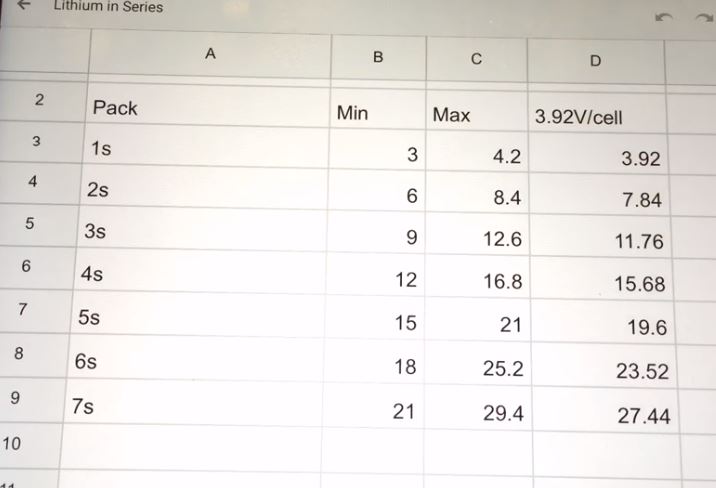 Lithium in Series
A B C D
2 Pack Min Max 3.92V/cell
3 1s 3 4.2 3.92
4 2s 6 8.4 7.84
5 3s 9 12.6 11.76
6 4s 12 16.8 15.68
7 5s 15 21 19.6
8 6s 18 25.2 23.52
9 7s 21 29.4 27.44
10